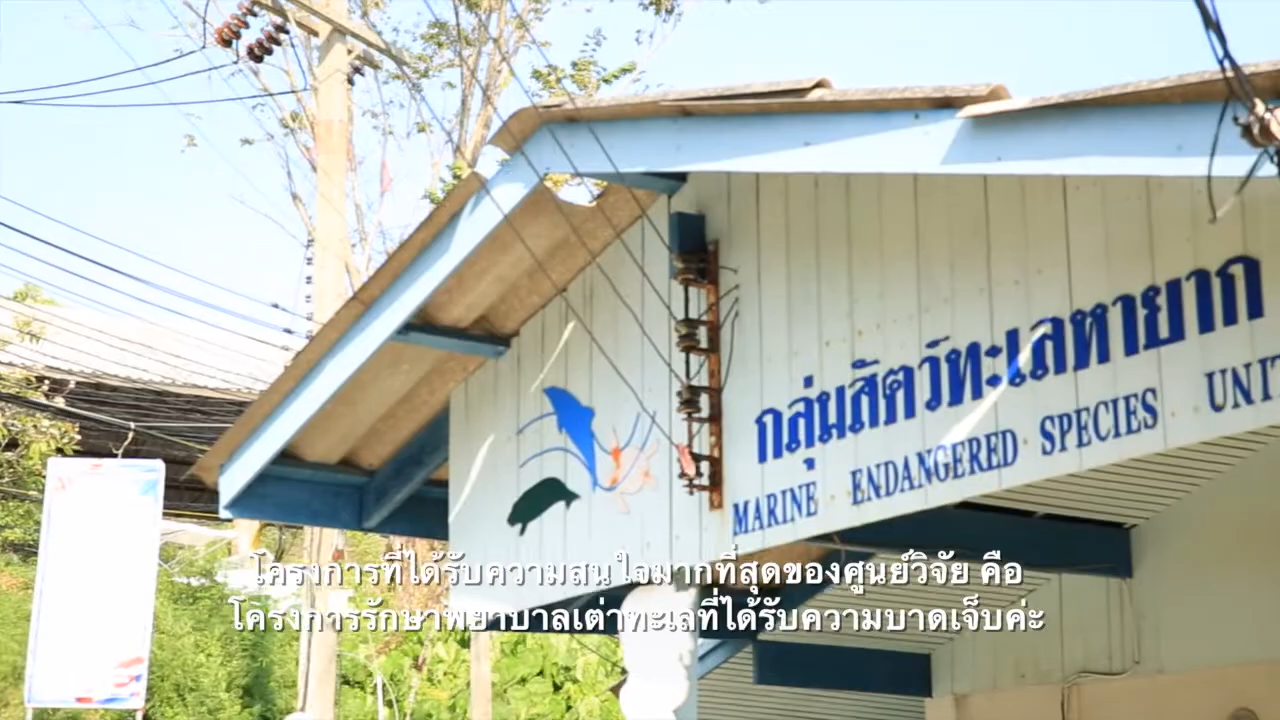 กลุ่มสัตว์ทะเลหายาก
MARINE ENDANGERED SPECIES UNIT
โครงการที่ได้รับความสนใจมากที่สุดของศูนย์วิจัย คือ
โครงการรักษาพยาบาลเต่าทะเลที่ได้รับความบาดเจ็บค่ะ